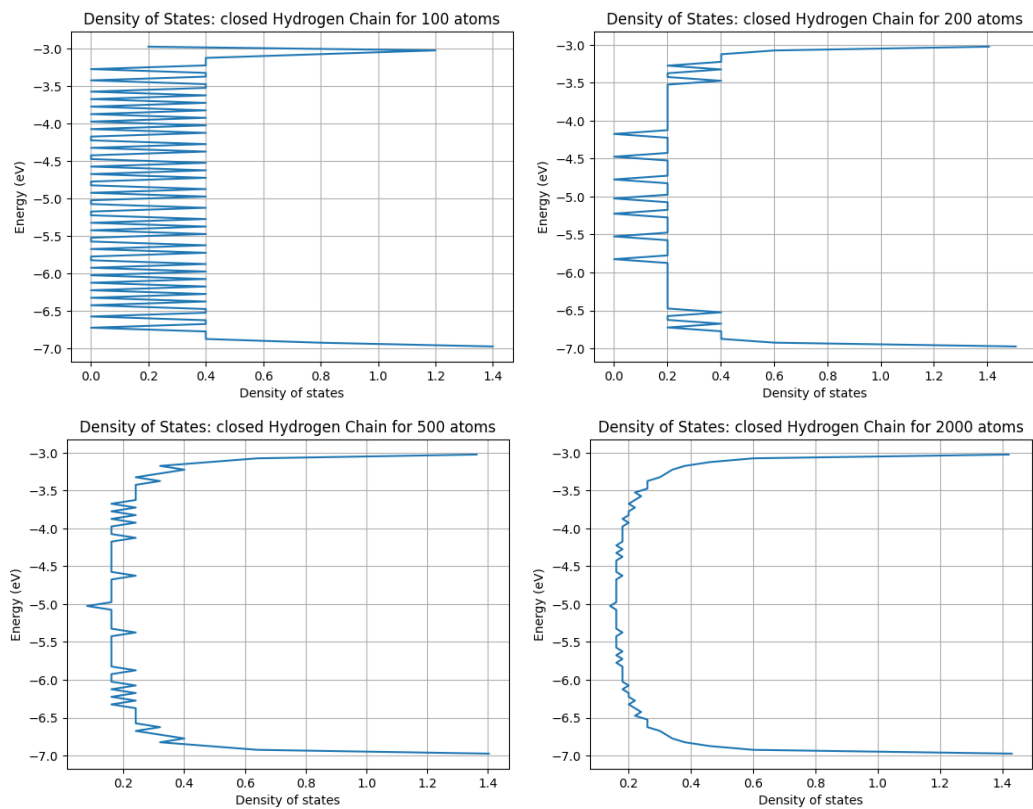 Density of States: closed Hydrogen Chain for 100 atoms
Energy (eV)
−3.0
−3.5
−4.0
−4.5
−5.0
−5.5
−6.0
−6.5
−7.0
0.0 0.2 0.4 0.6 0.8 1.0 1.2 1.4
Density of states
Density of States: closed Hydrogen Chain for 200 atoms
Energy (eV)
−3.0
−3.5
−4.0
−4.5
−5.0
−5.5
−6.0
−6.5
−7.0
0.0 0.2 0.4 0.6 0.8 1.0 1.2 1.4
Density of states
Density of States: closed Hydrogen Chain for 500 atoms
Energy (eV)
−3.0
−3.5
−4.0
−4.5
−5.0
−5.5
−6.0
−6.5
−7.0
0.2 0.4 0.6 0.8 1.0 1.2 1.4
Density of states
Density of States: closed Hydrogen Chain for 2000 atoms
Energy (eV)
−3.0
−3.5
−4.0
−4.5
−5.0
−5.5
−6.0
−6.5
−7.0
0.2 0.4 0.6 0.8 1.0 1.2 1.4
Density of states